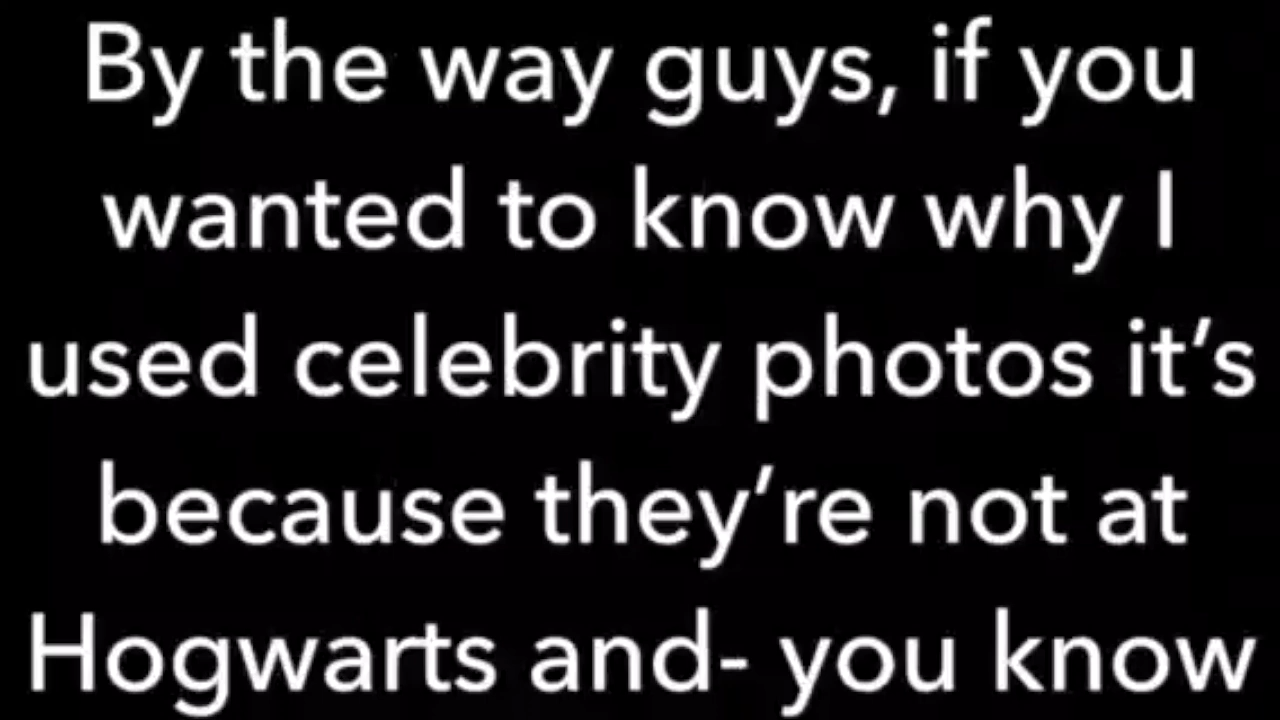 By the way guys, if you
wanted to know why I
used celebrity photos it’s
because they’re not at
Hogwarts and- you know